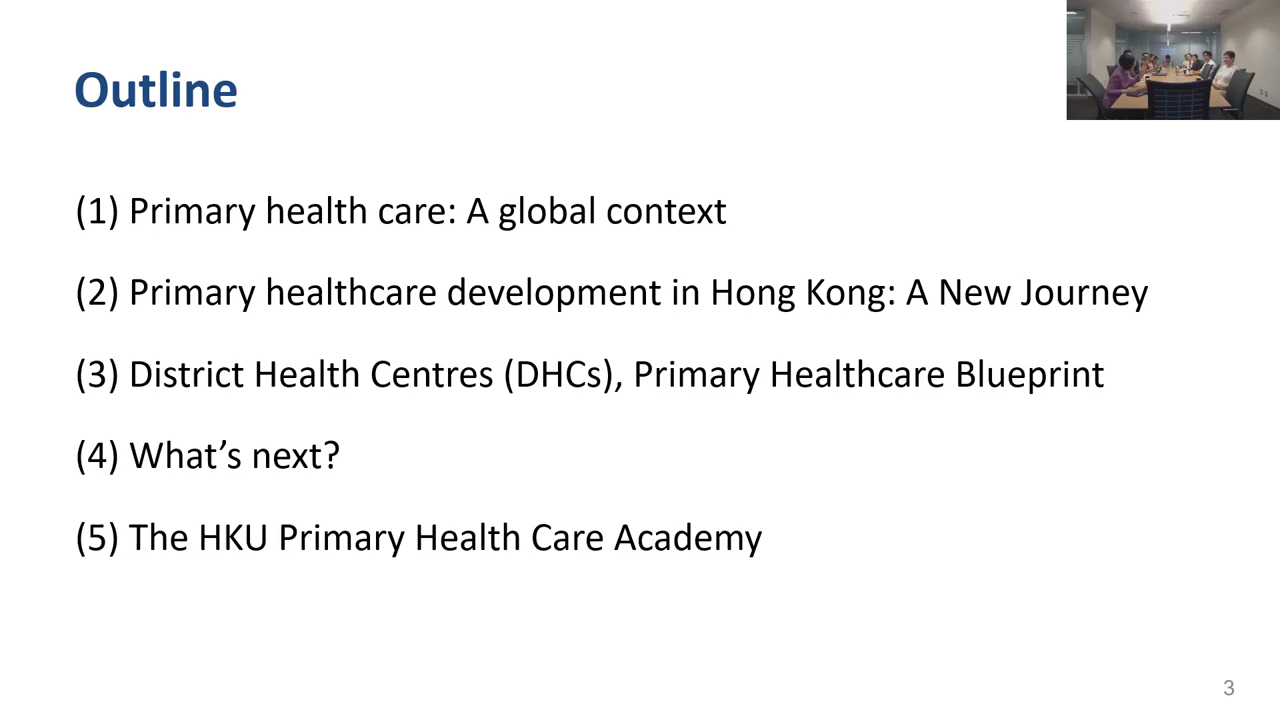 Outline
(1) Primary health care: A global context
(2) Primary healthcare development in Hong Kong: A New Journey
(3) District Health Centres (DHCs), Primary Healthcare Blueprint
(4) What’s next?
(5) The HKU Primary Health Care Academy
3